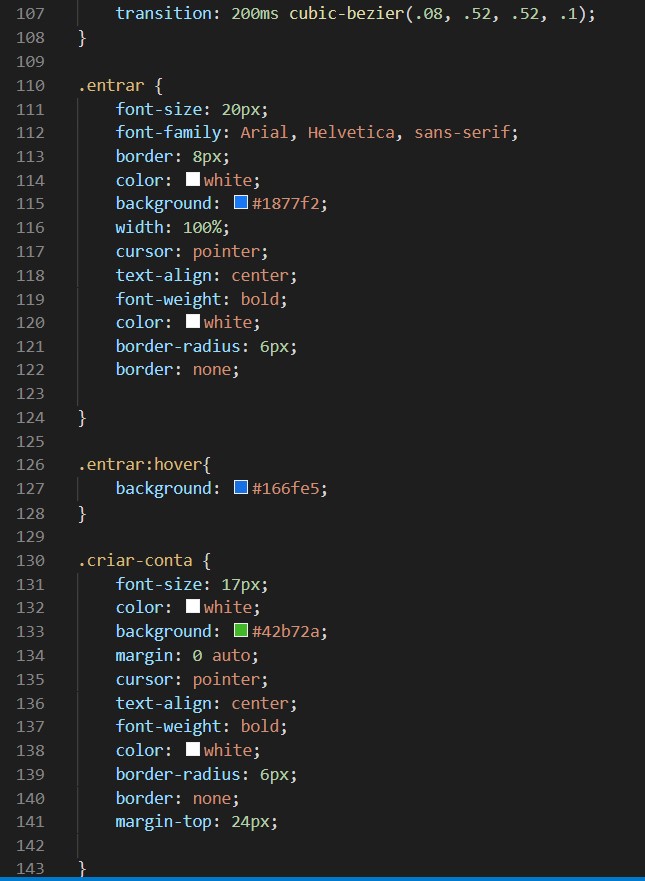 107 transition: 200ms cubic-bezier(.08, .52, .52, .1);
108 }
109
110 .entrar {
111 font-size: 20px;
112 font-family: Arial, Helvetica, sans-serif;
113 border: 8px;
114 color: white;
115 background: #1877f2;
116 width: 100%;
117 cursor: pointer;
118 text-align: center;
119 font-weight: bold;
120 color: white;
121 border-radius: 6px;
122 border: none;
123
124 }
125
126 .entrar:hover{
127 background: #166fe5;
128 }
129
130 .criar-conta {
131 font-size: 17px;
132 color: white;
133 background: #42b72a;
134 margin: 0 auto;
135 cursor: pointer;
136 text-align: center;
137 font-weight: bold;
138 color: white;
139 border-radius: 6px;
140 border: none;
141 margin-top: 24px;
142
143 }